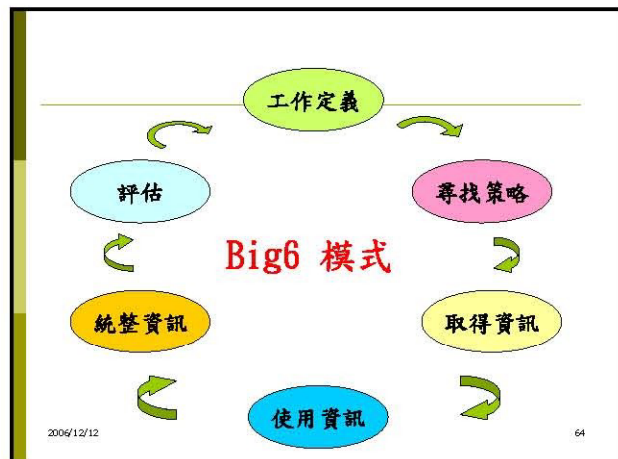 工作定義
評估
尋找策略
Big6 模式
統整資訊
取得資訊
使用資訊
2006/12/12
64